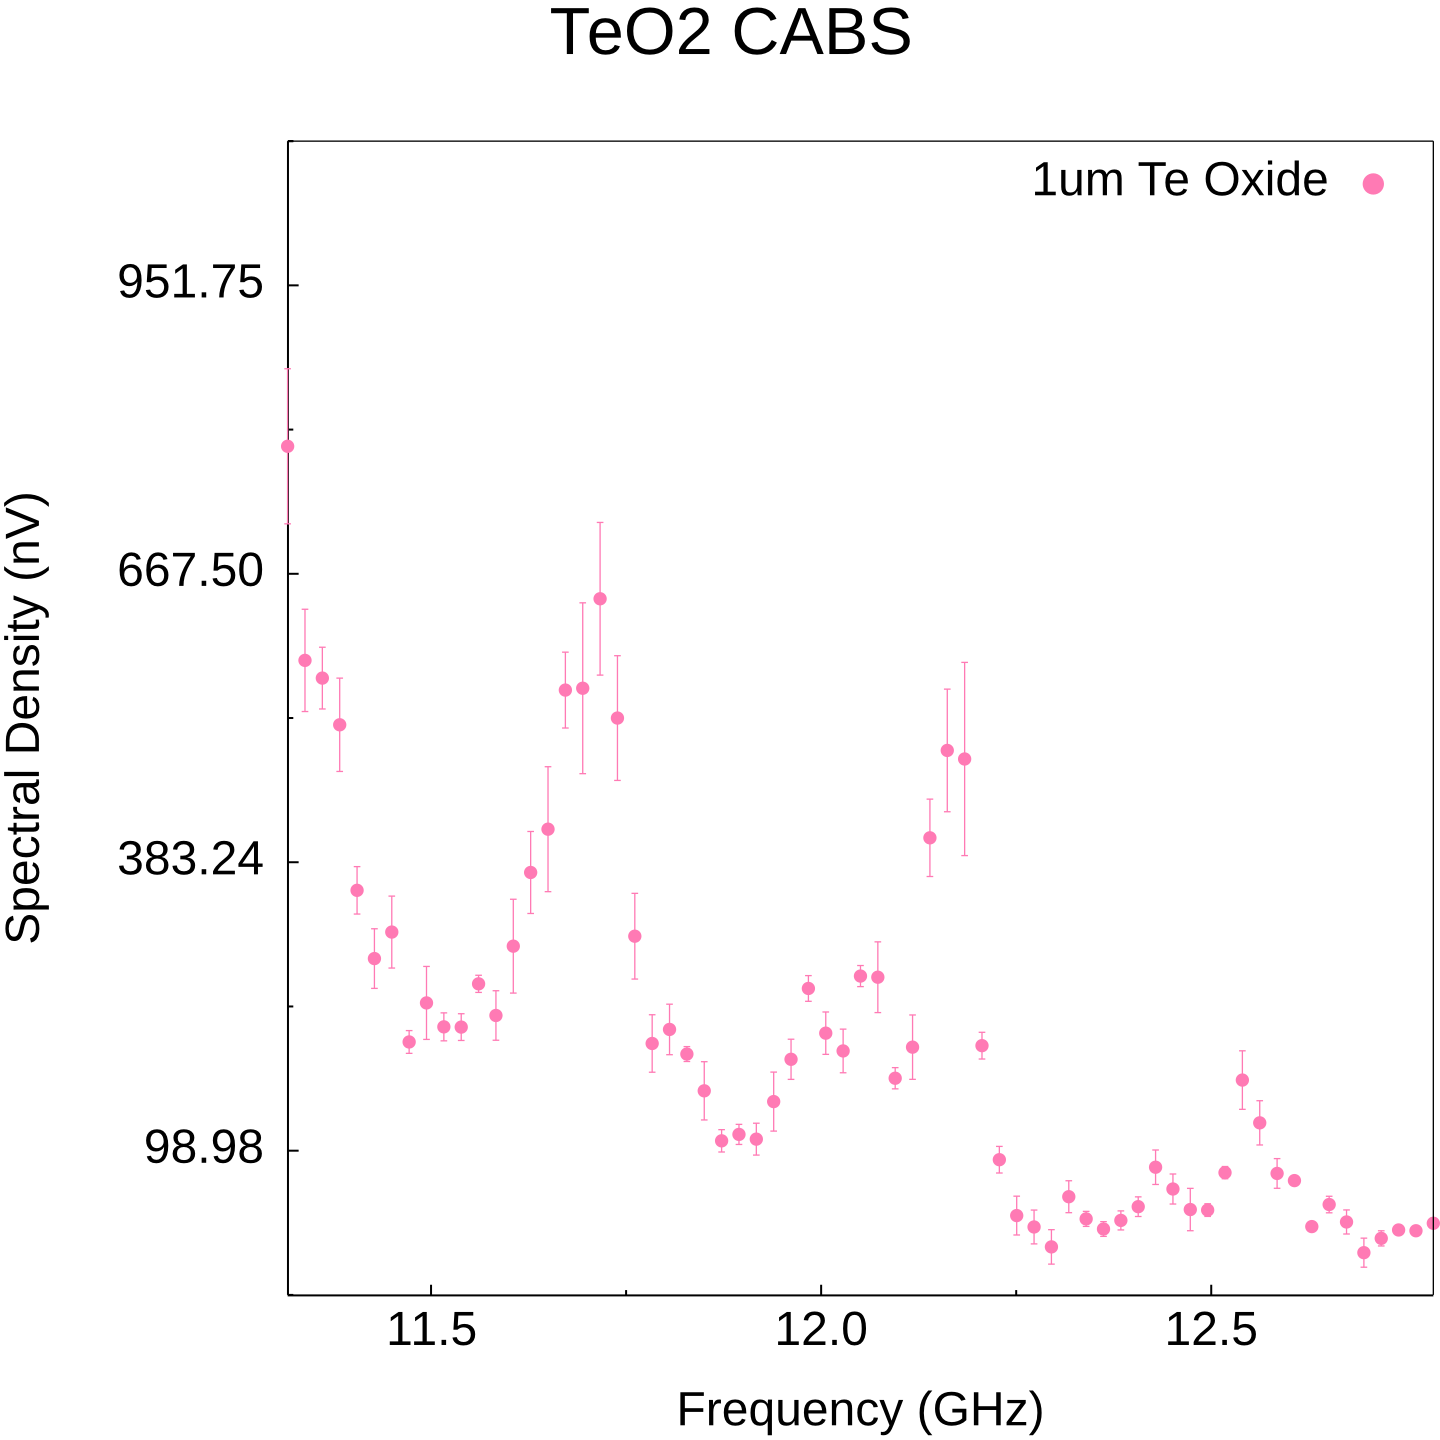 TeO2 CABS
1um Te Oxide
951.75
667.50
383.24
98.98
Spectral Density (nV)
11.5
12.0
12.5
Frequency (GHz)